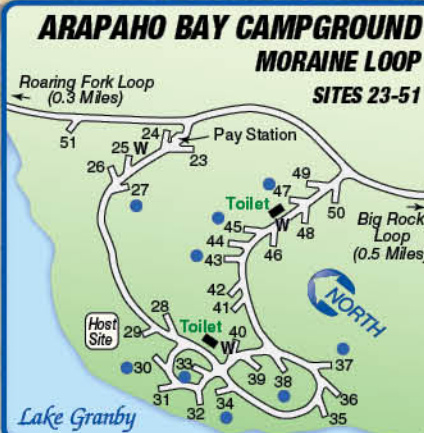 ARAPAHO BAY CAMPGROUND
MORAINE LOOP
SITES 23-51
Roaring Fork Loop
(0.3 Miles)
51
24
Pay Station
25 W
23
26
27
49
47
Toilet
50
48
W
46
45
44
43
Big Rock
Loop
(0.5 Miles)
42
41
NORTH
28
Host
Site
29
Toilet
40
W
30
33
39
38
37
31
32
34
36
35
Lake Granby